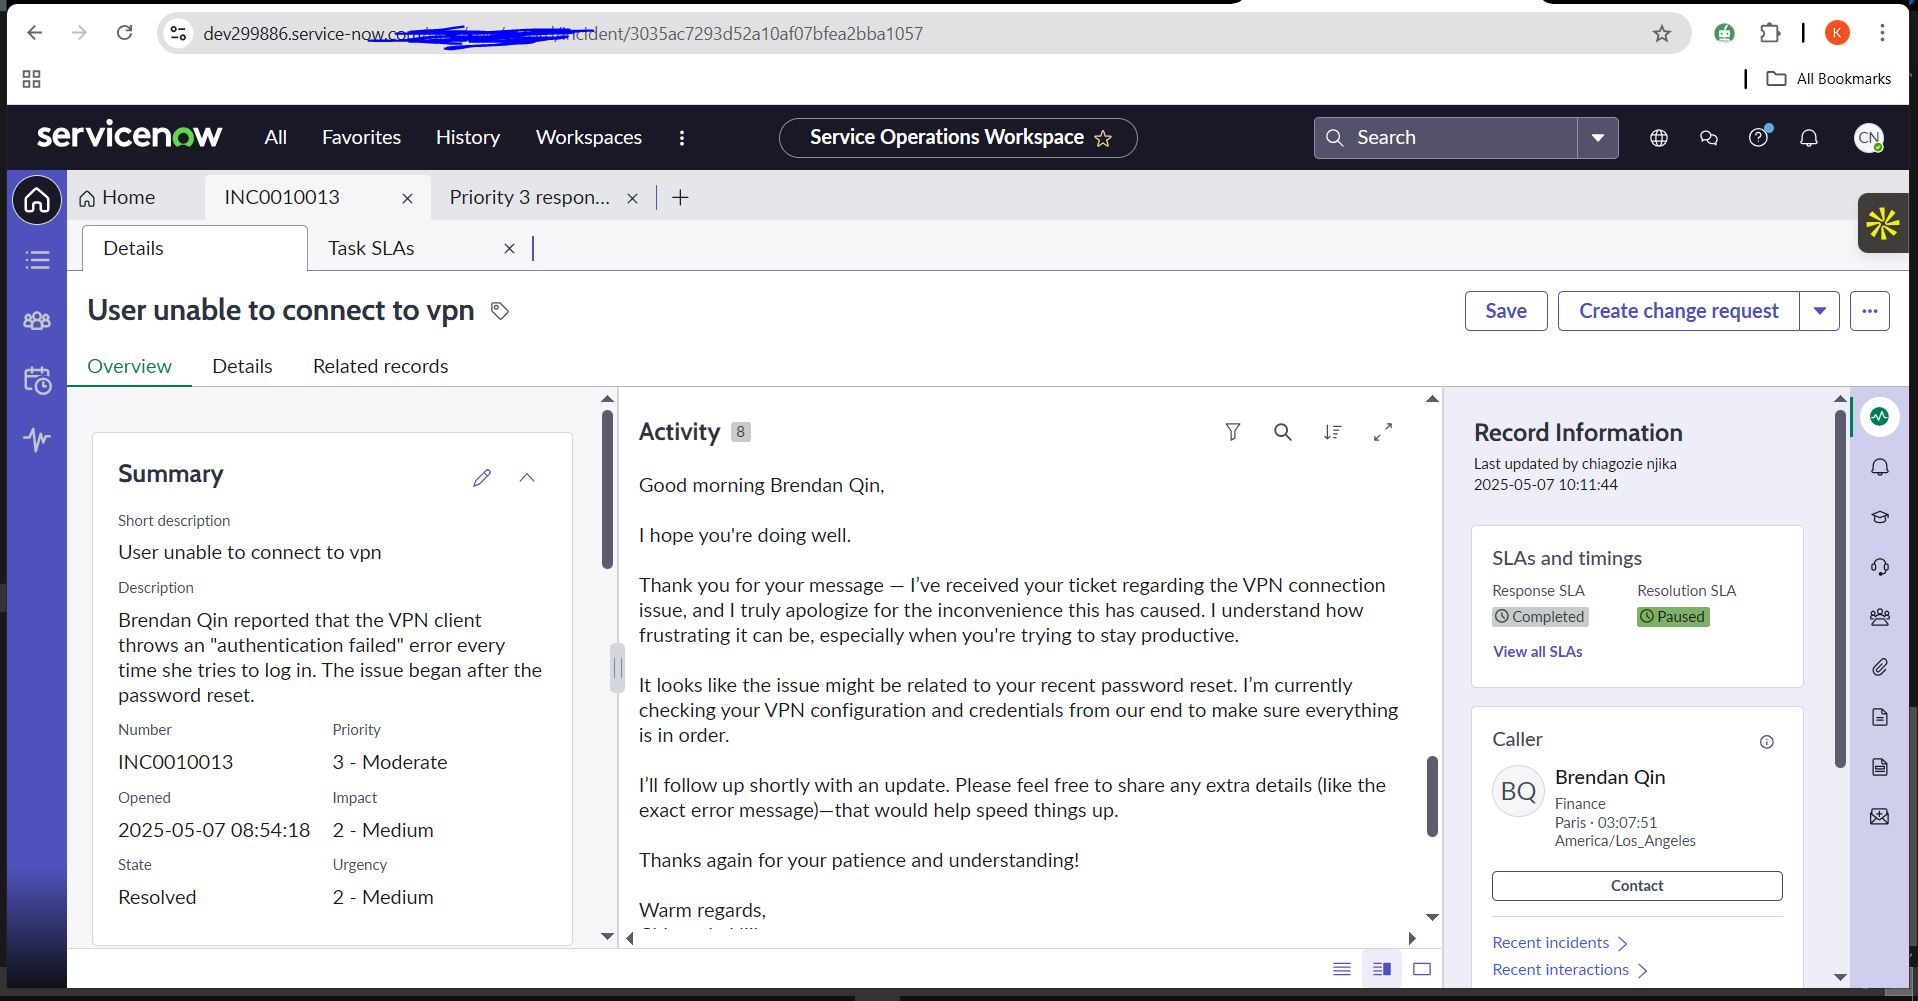 dev299886.service-now.com incident/3035ac7293d52a10af07bfea2bba1057
K
All Bookmarks
servicenow
All
Favorites
History
Workspaces
Service Operations Workspace
Search
CN
Home
INC0010013
Priority 3 respon...
Details
Task SLAs
User unable to connect to vpn
Save
Create change request
Overview
Details
Related records
Summary
Short description
User unable to connect to vpn
Description
Brendan Qin reported that the VPN client
throws an "authentication failed" error every
time she tries to log in. The issue began after the
password reset.
Number
Priority
INC0010013
3 - Moderate
Opened
Impact
2025-05-07 08:54:18
2 - Medium
State
Urgency
Resolved
2 - Medium
Activity 8
Good morning Brendan Qin,
I hope you're doing well.
Thank you for your message — I’ve received your ticket regarding the VPN connection
issue, and I truly apologize for the inconvenience this has caused. I understand how
frustrating it can be, especially when you're trying to stay productive.
It looks like the issue might be related to your recent password reset. I’m currently
checking your VPN configuration and credentials from our end to make sure everything
is in order.
I’ll follow up shortly with an update. Please feel free to share any extra details (like the
exact error message)—that would help speed things up.
Thanks again for your patience and understanding!
Warm regards,
Record Information
Last updated by chiagozie njika
2025-05-07 10:11:44
SLAs and timings
Response SLA
Resolution SLA
Completed
Paused
View all SLAs
Caller
BQ
Brendan Qin
Finance
Paris · 03:07:51
America/Los_Angeles
Contact
Recent incidents
Recent interactions